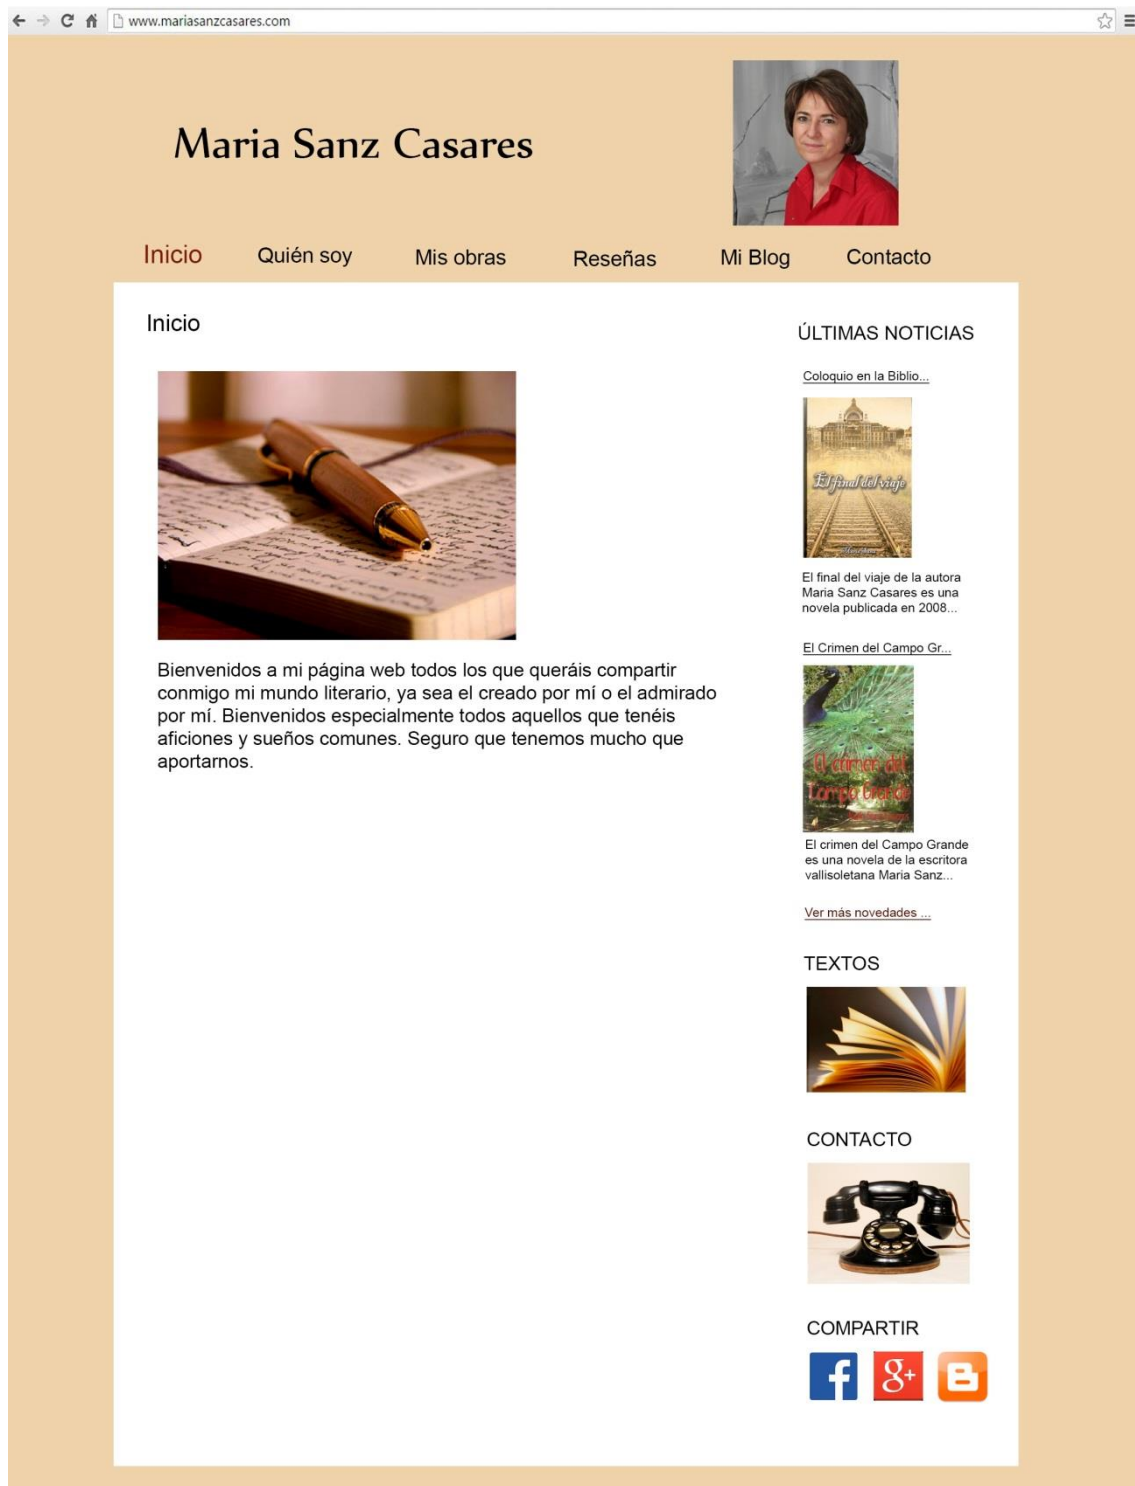 www.mariasanzcasares.com
Maria Sanz Casares
Inicio Quién soy Mis obras Reseñas Mi Blog Contacto
Inicio
Bienvenidos a mi página web todos los que queráis compartir
conmigo mi mundo literario, ya sea el creado por mí o el admirado
por mí. Bienvenidos especialmente todos aquellos que tenéis
aficiones y sueños comunes. Seguro que tenemos mucho que
aportarnos.
ÚLTIMAS NOTICIAS
Coloquio en la Biblio...
El final del viaje
El final del viaje de la autora
Maria Sanz Casares es una
novela publicada en 2008...
El Crimen del Campo Gr...
El crimen del
Campo Grande
El crimen del Campo Grande
es una novela de la escritora
vallisoletana Maria Sanz...
Ver más novedades ...
TEXTOS
CONTACTO
COMPARTIR
f g+ B